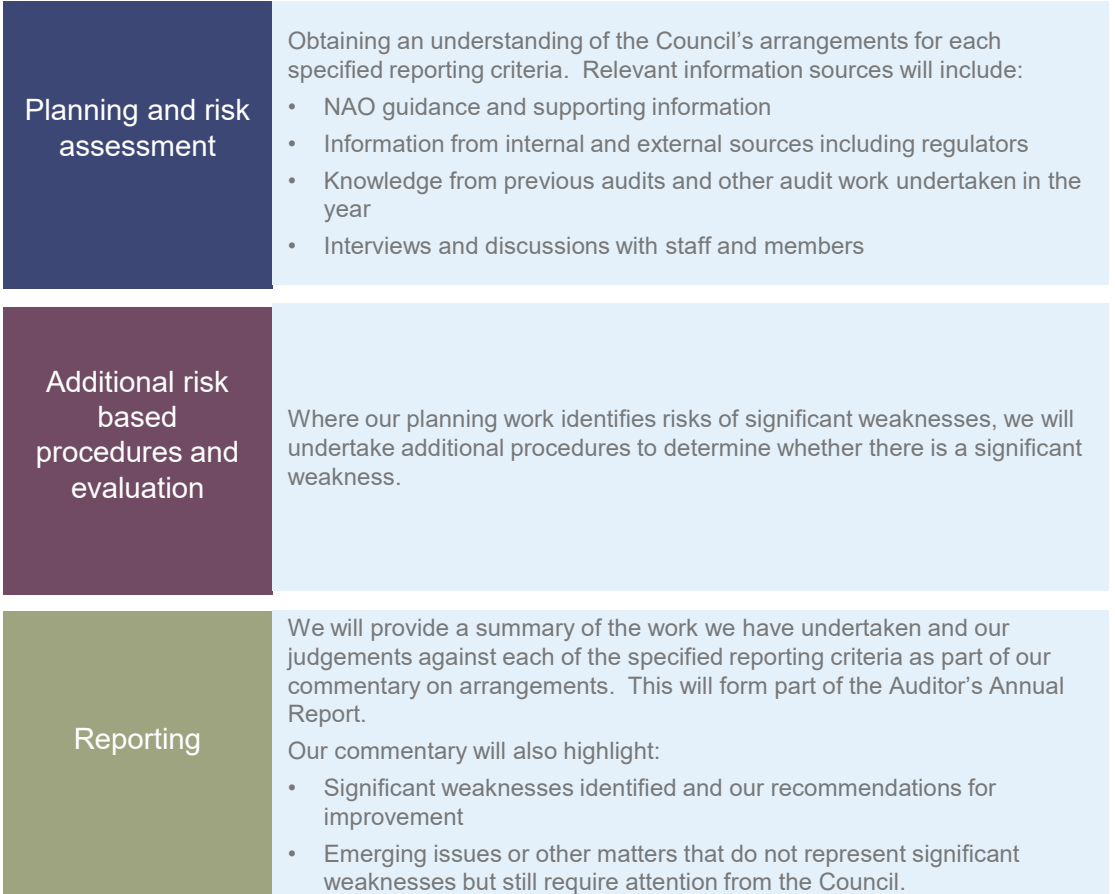 Planning and risk
assessment
Obtaining an understanding of the Council’s arrangements for each
specified reporting criteria.  Relevant information sources will include:
• NAO guidance and supporting information
• Information from internal and external sources including regulators
• Knowledge from previous audits and other audit work undertaken in the
year
• Interviews and discussions with staff and members
Additional risk
based
procedures and
evaluation
Where our planning work identifies risks of significant weaknesses, we will
undertake additional procedures to determine whether there is a significant
weakness.
Reporting
We will provide a summary of the work we have undertaken and our
judgements against each of the specified reporting criteria as part of our
commentary on arrangements.  This will form part of the Auditor’s Annual
Report.
Our commentary will also highlight:
• Significant weaknesses identified and our recommendations for
improvement
• Emerging issues or other matters that do not represent significant
weaknesses but still require attention from the Council.